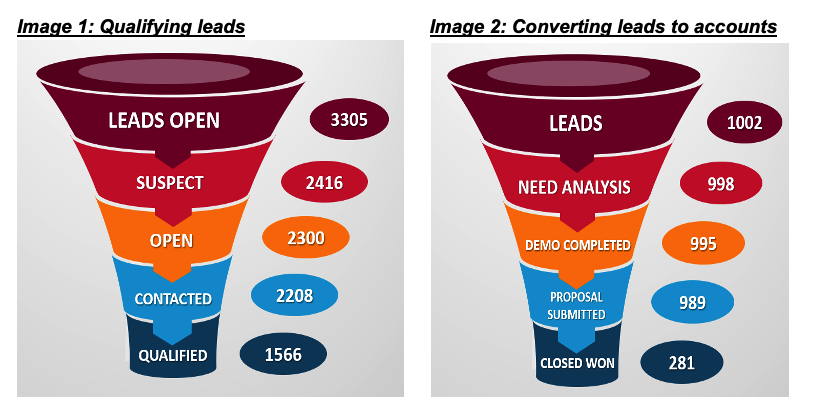 Image 1: Qualifying leads
LEADS OPEN
3305
SUSPECT
2416
OPEN
2300
CONTACTED
2208
QUALIFIED
1566
Image 2: Converting leads to accounts
LEADS
1002
NEED ANALYSIS
998
DEMO COMPLETED
995
PROPOSAL
SUBMITTED
989
CLOSED WON
281